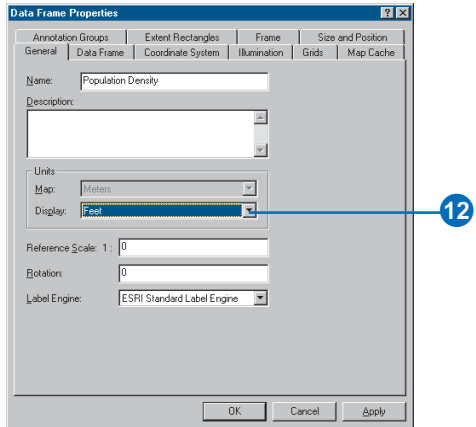 Data Frame Properties ? X
Annotation Groups Extent Rectangles Frame Size and Position
General Data Frame Coordinate System Illumination Grids Map Cache
Name: Population Density
Description:
Units
Map: Meters
Display: Feet
12
Reference Scale: 1 : 0
Rotation: 0
Label Engine: ESRI Standard Label Engine
OK Cancel Apply